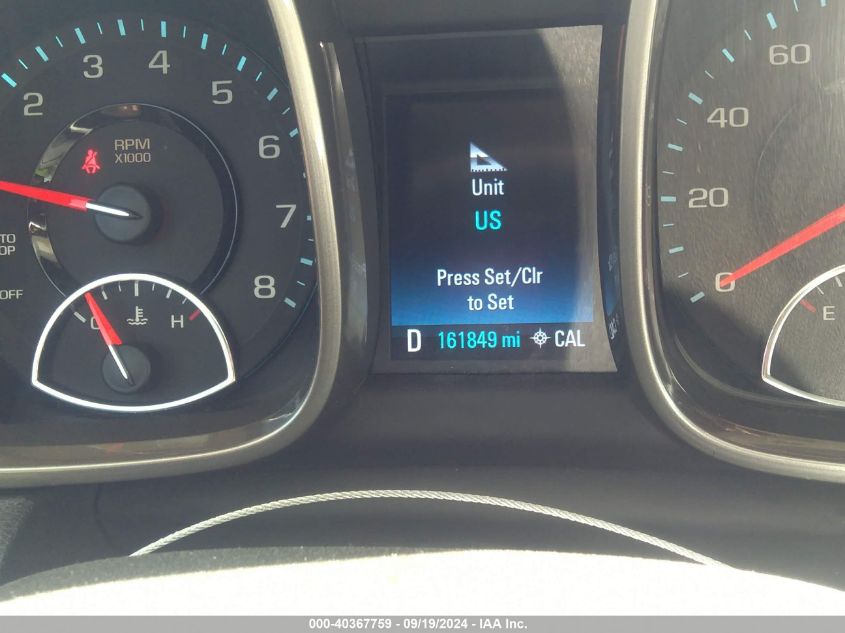 2 3 4 5 6 7 8
RPM
X1000
TO
OP
OFF
C H
Unit
US
Press Set/Clr
to Set
D 161849 mi CAL
0 20 40 60
E
000-40367759 - 09/19/2024 - IAA Inc.